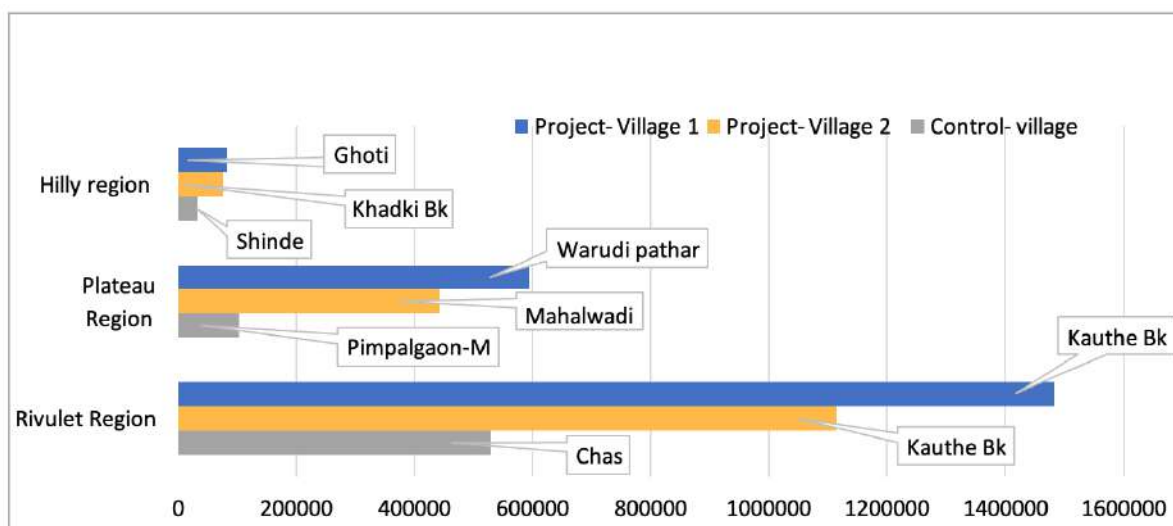 Project- Village 1 Project- Village 2 Control- village
Hilly region
Ghoti
Khadki Bk
Shinde
Plateau
Region
Warudi pathar
Mahalwadi
Pimpalgaon-M
Rivulet Region
Kauthe Bk
Kauthe Bk
Chas
0 200000 400000 600000 800000 1000000 1200000 1400000 1600000